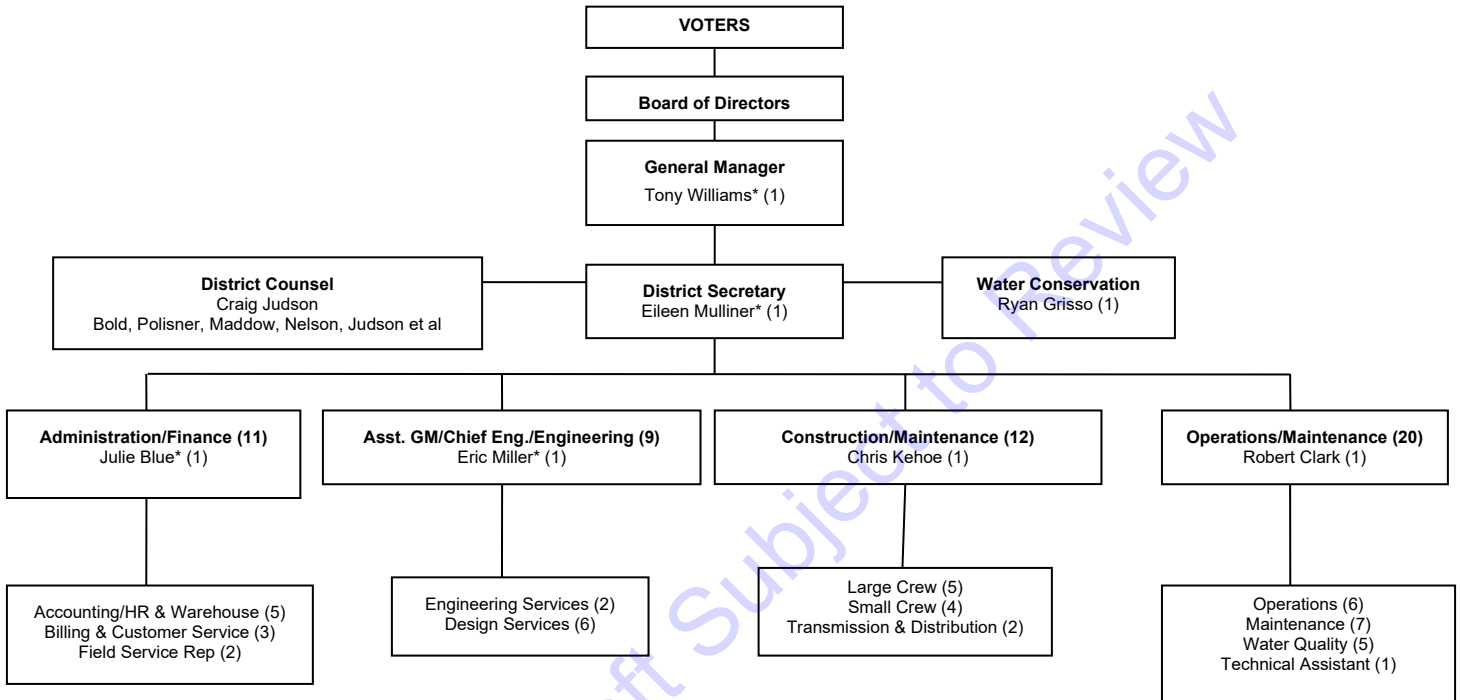 VOTERS
Board of Directors
General Manager
Tony Williams* (1)
District Counsel
Craig Judson
Bold, Polisner, Maddow, Nelson, Judson et al
District Secretary
Eileen Mulliner* (1)
Water Conservation
Ryan Grisso (1)
Administration/Finance (11)
Julie Blue* (1)
Asst. GM/Chief Eng./Engineering (9)
Eric Miller* (1)
Construction/Maintenance (12)
Chris Kehoe (1)
Operations/Maintenance (20)
Robert Clark (1)
Accounting/HR & Warehouse (5)
Billing & Customer Service (3)
Field Service Rep (2)
Engineering Services (2)
Design Services (6)
Large Crew (5)
Small Crew (4)
Transmission & Distribution (2)
Operations (6)
Maintenance (7)
Water Quality (5)
Technical Assistant (1)
Subject to Review